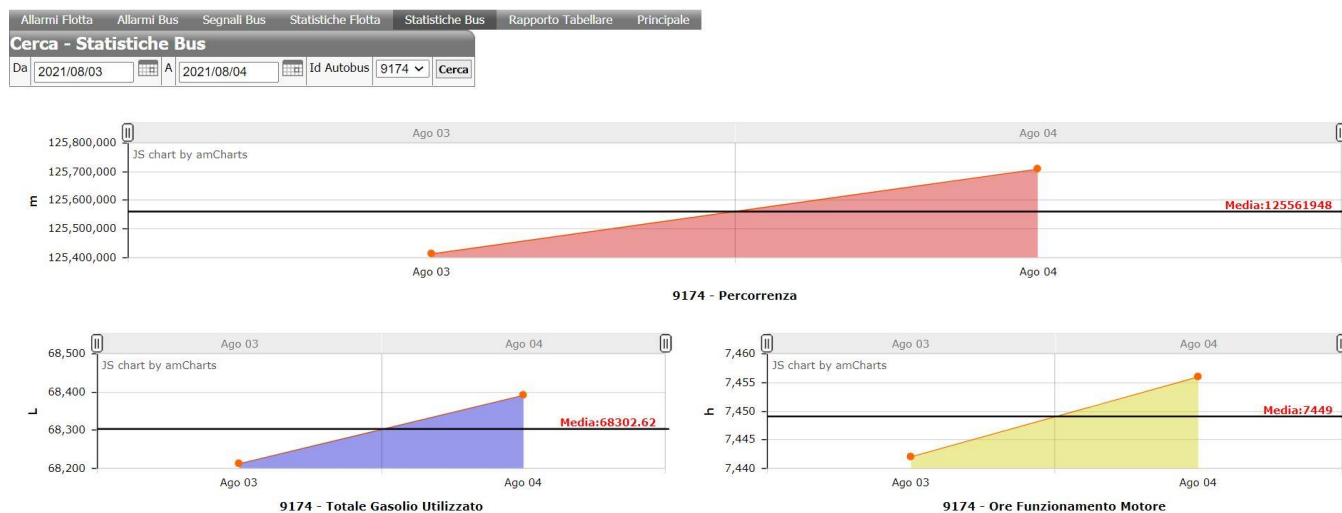 Allarmi Flotta Allarmi Bus Segnali Bus Statistiche Flotta Statistiche Bus Rapporto Tabellare Principale
Cerca - Statistiche Bus
Da 2021/08/03 A 2021/08/04 Id Autobus 9174 Cerca
Ago 03 Ago 04
125,800,000
JS chart by amCharts
125,700,000
125,600,000
m
Media:125561948
125,500,000
125,400,000
Ago 03 Ago 04
9174 - Percorrenza
Ago 03 Ago 04
68,500
JS chart by amCharts
68,400
L
Media:68302.62
68,300
68,200
Ago 03 Ago 04
9174 - Totale Gasolio Utilizzato
Ago 03 Ago 04
7,460
JS chart by amCharts
7,455
h
Media:7449
7,450
7,445
7,440
Ago 03 Ago 04
9174 - Ore Funzionamento Motore